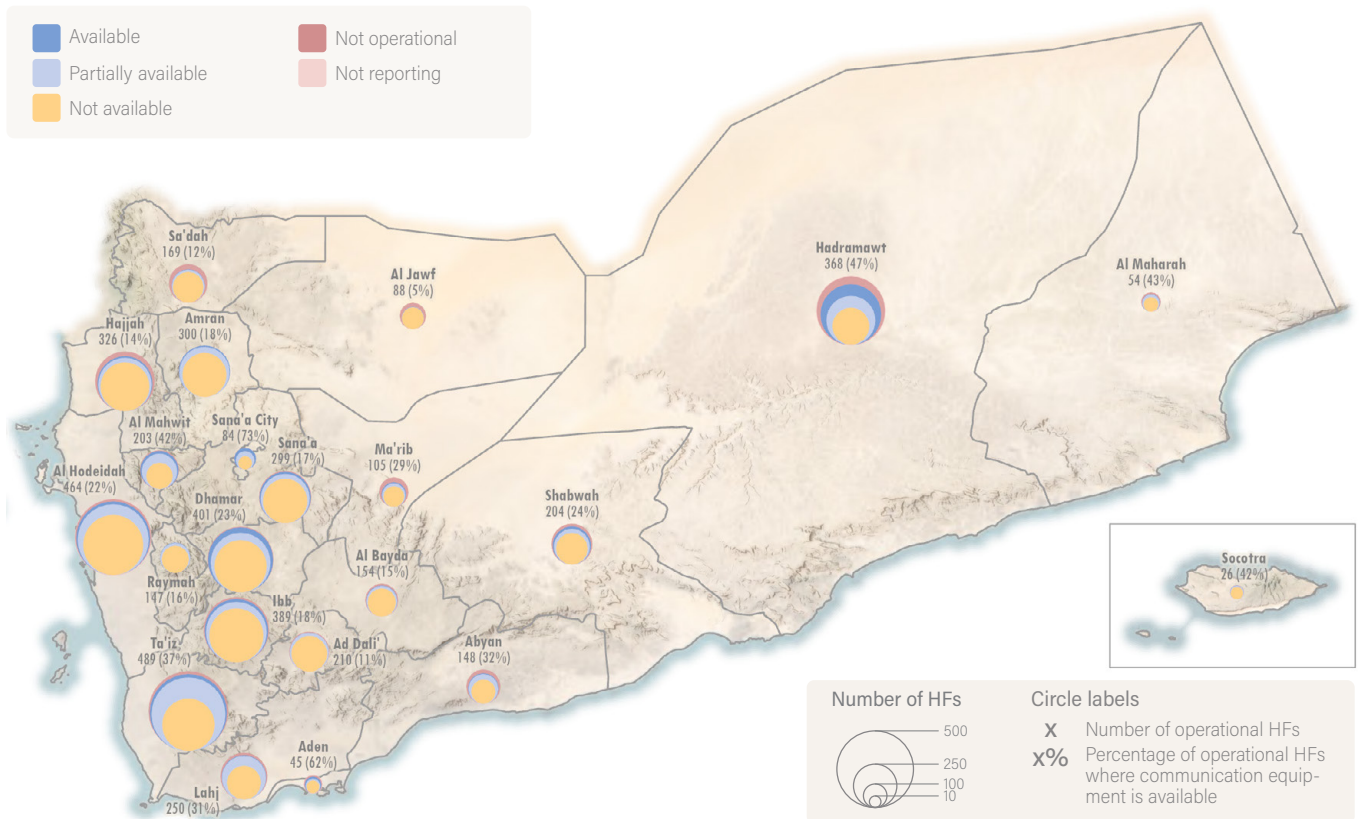 Available
Partially available
Not available
Not operational
Not reporting
Sa'dah
169 (12%)
Al Jawf
88 (5%)
Hadramawt
368 (47%)
Al Maharah
54 (43%)
Hajjah
326 (14%)
Amran
300 (18%)
Al Mahwit
203 (42%)
Sana'a City
84 (73%)
Sana'a
299 (17%)
Ma'rib
105 (29%)
Al Hodeidah
464 (22%)
Dhamar
401 (23%)
Shabwah
204 (24%)
Al Bayda
154 (15%)
Raymah
147 (16%)
Ibb
389 (18%)
Ta'iz
489 (37%)
Ad Dali'
210 (11%)
Abyan
148 (32%)
Socotra
26 (42%)
Aden
45 (62%)
Lahj
250 (31%)
Number of HFs
500
250
100
10
Circle labels
X Number of operational HFs
x% Percentage of operational HFs
where communication equip-
ment is available